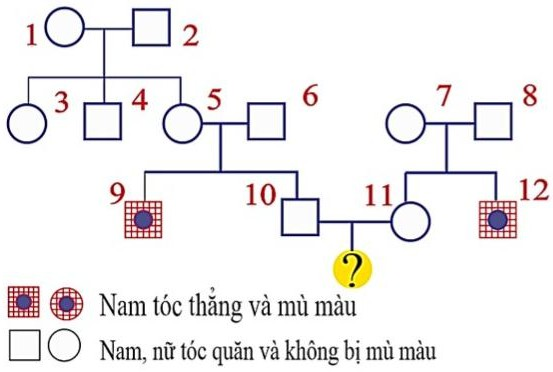 1 2
3 4 5 6 7 8
9 10 11 12
?
Nam tóc thẳng và mù màu
Nam, nữ tóc quăn và không bị mù màu